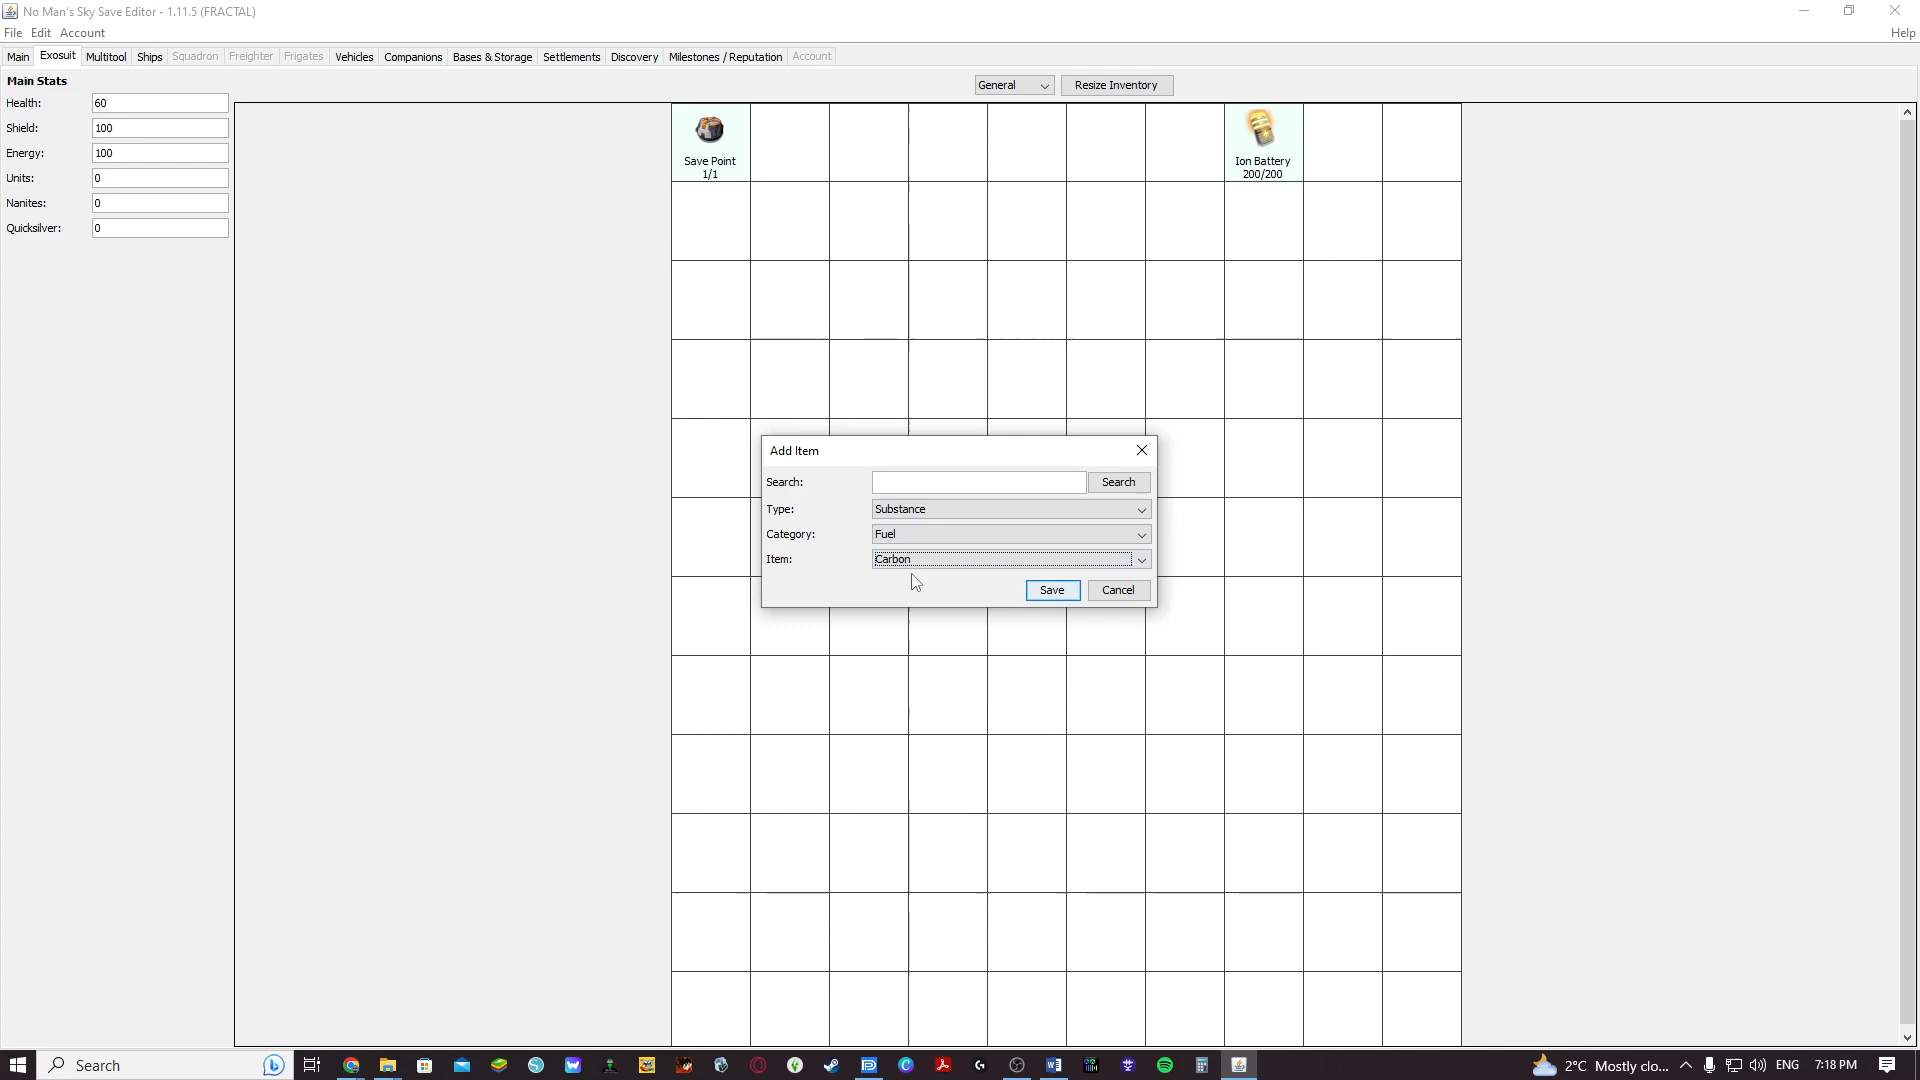 No Man's Sky Save Editor - 1.11.5 (FRACTAL)
File Edit Account Help
Main Exosuit Multitool Ships Squadron Freighter Frigates Vehicles Companions Bases & Storage Settlements Discovery Milestones / Reputation Account
Main Stats
General Resize Inventory
Health: 60
Shield: 100
Energy: 100
Units: 0
Nanites: 0
Quicksilver: 0
Save Point
1/1
Ion Battery
200/200
Add Item
Search: Search
Type: Substance
Category: Fuel
Item: Carbon
Save Cancel
Search 2°C Mostly clo... ENG 7:18 PM